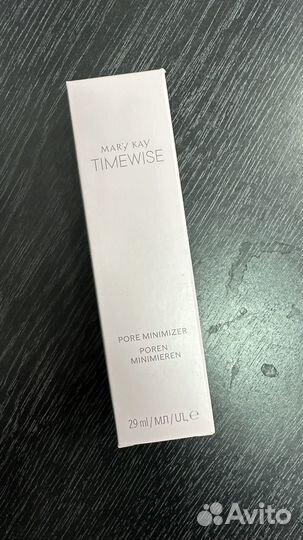 MARY KAY
TIMEWISE
PORE MINIMIZER
POREN
MINIMIEREN
29 ml / МЛ / UL ℮
Avito